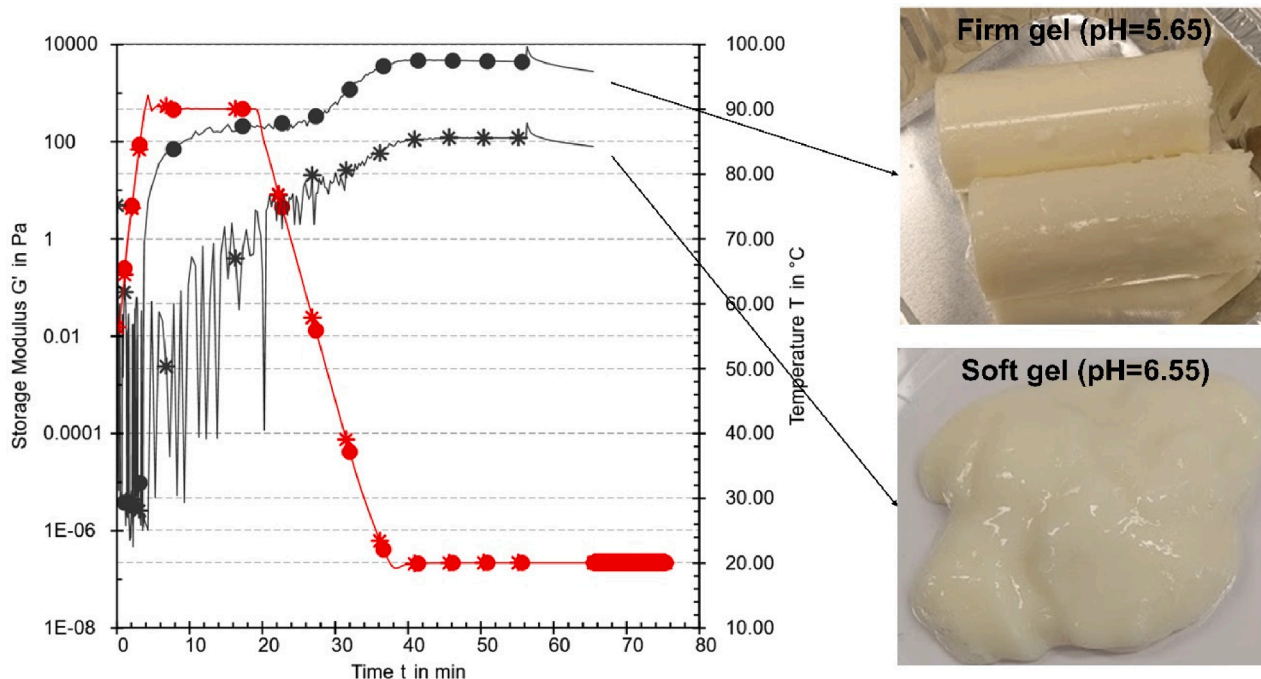 Storage Modulus G' in Pa
10000
100
1
0.01
0.0001
1E-06
1E-08
0 10 20 30 40 50 60 70 80
Time t in min
100.00
90.00
80.00
70.00
60.00
50.00
40.00
30.00
20.00
10.00
Temperature T in °C
Firm gel (pH=5.65)
Soft gel (pH=6.55)